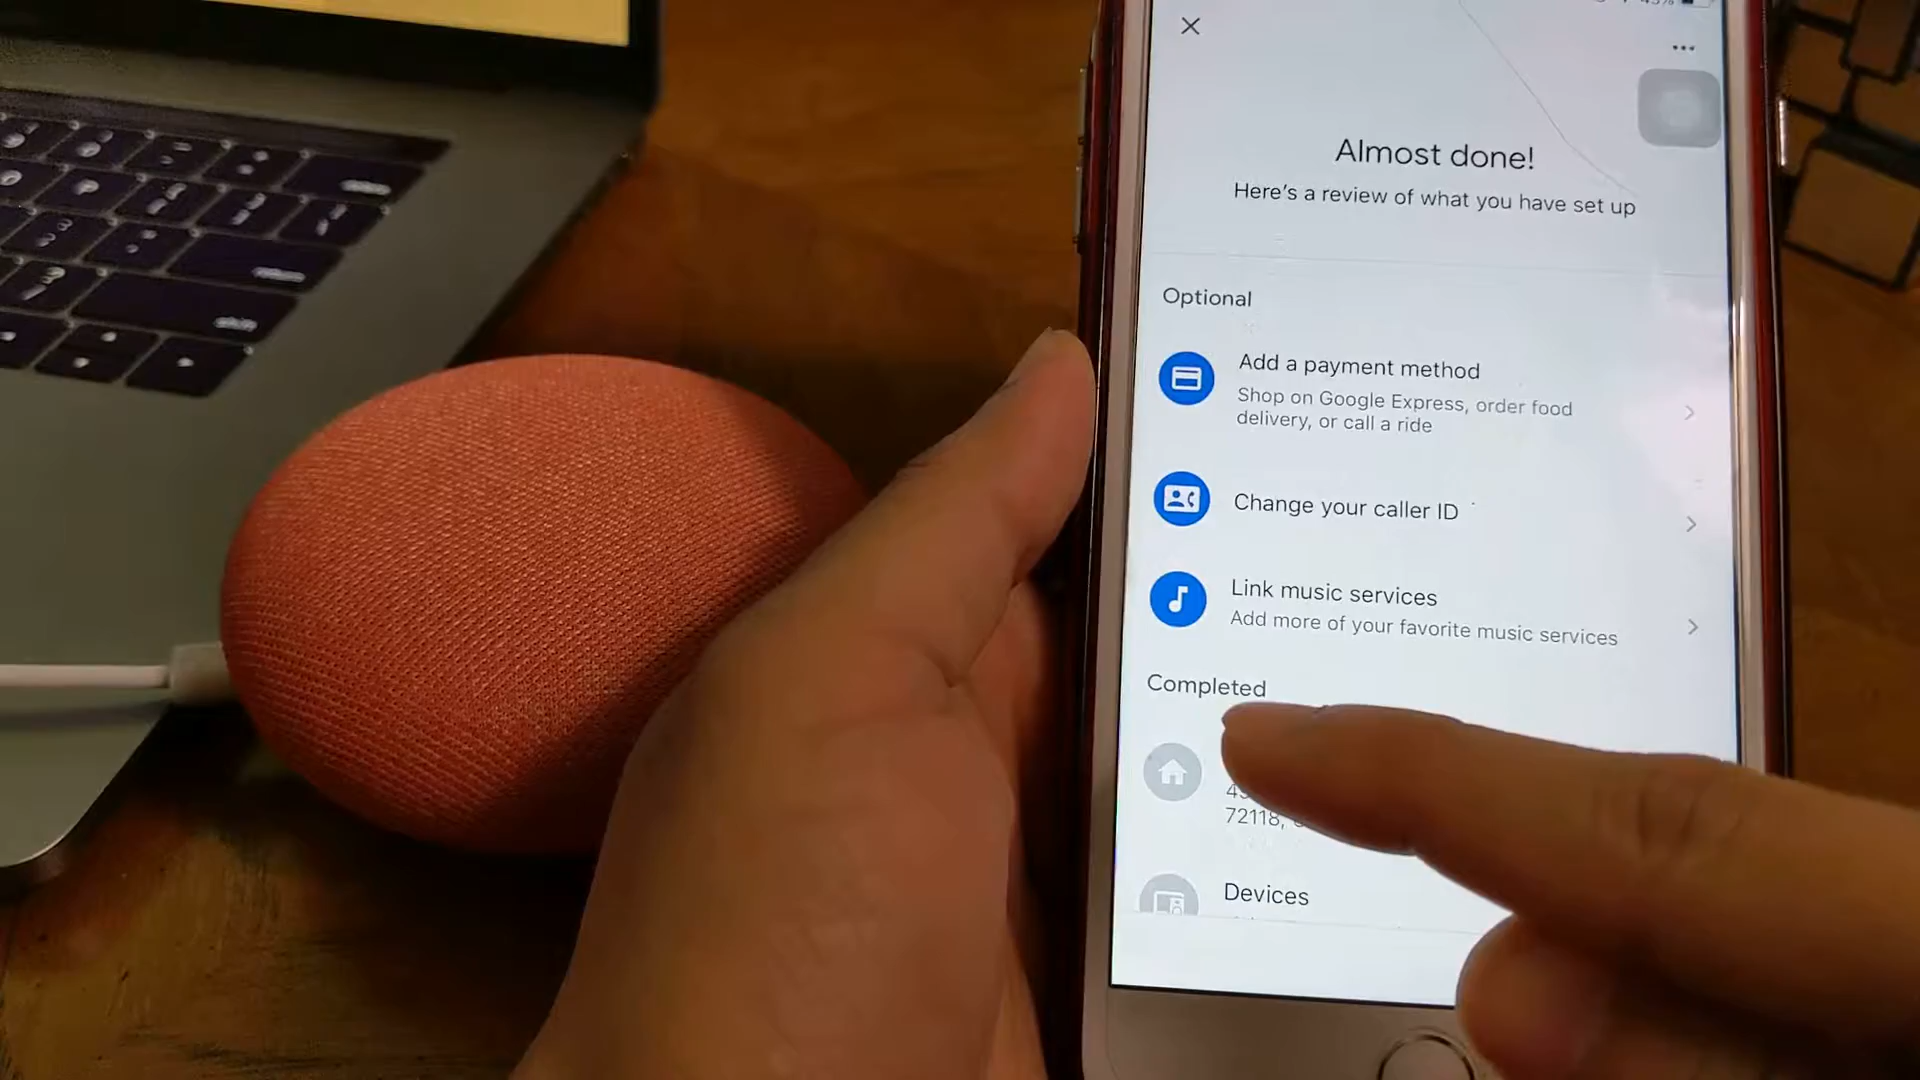 Almost done!
Here's a review of what you have set up
Optional
Add a payment method
Shop on Google Express, order food
delivery, or call a ride
Change your caller ID
Link music services
Add more of your favorite music services
Completed
72118,
Devices